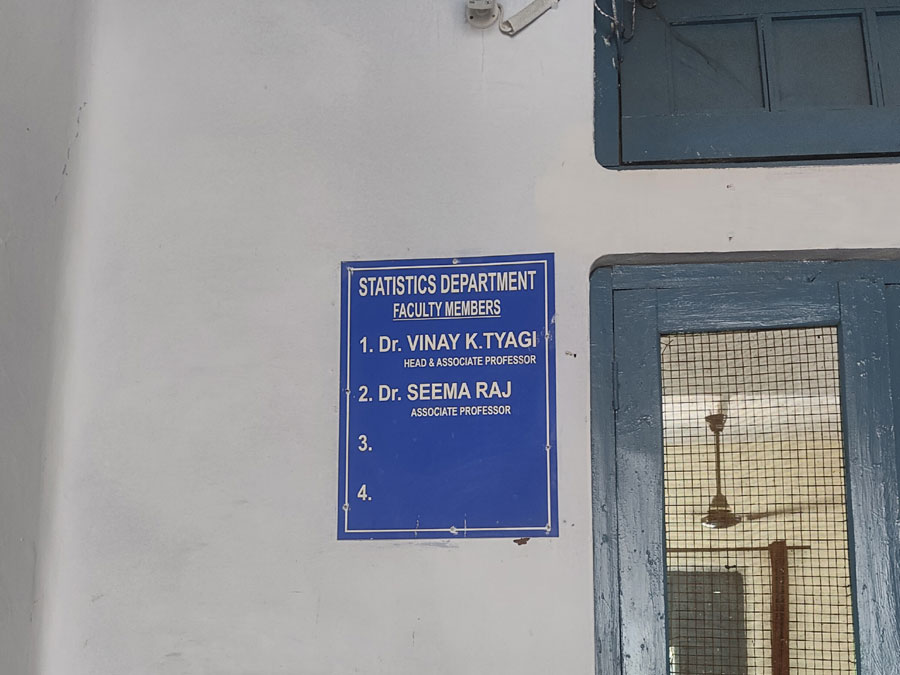 STATISTICS DEPARTMENT
FACULTY MEMBERS
1. Dr. VINAY K.TYAGI
HEAD & ASSOCIATE PROFESSOR
2. Dr. SEEMA RAJ
ASSOCIATE PROFESSOR
3.
4.